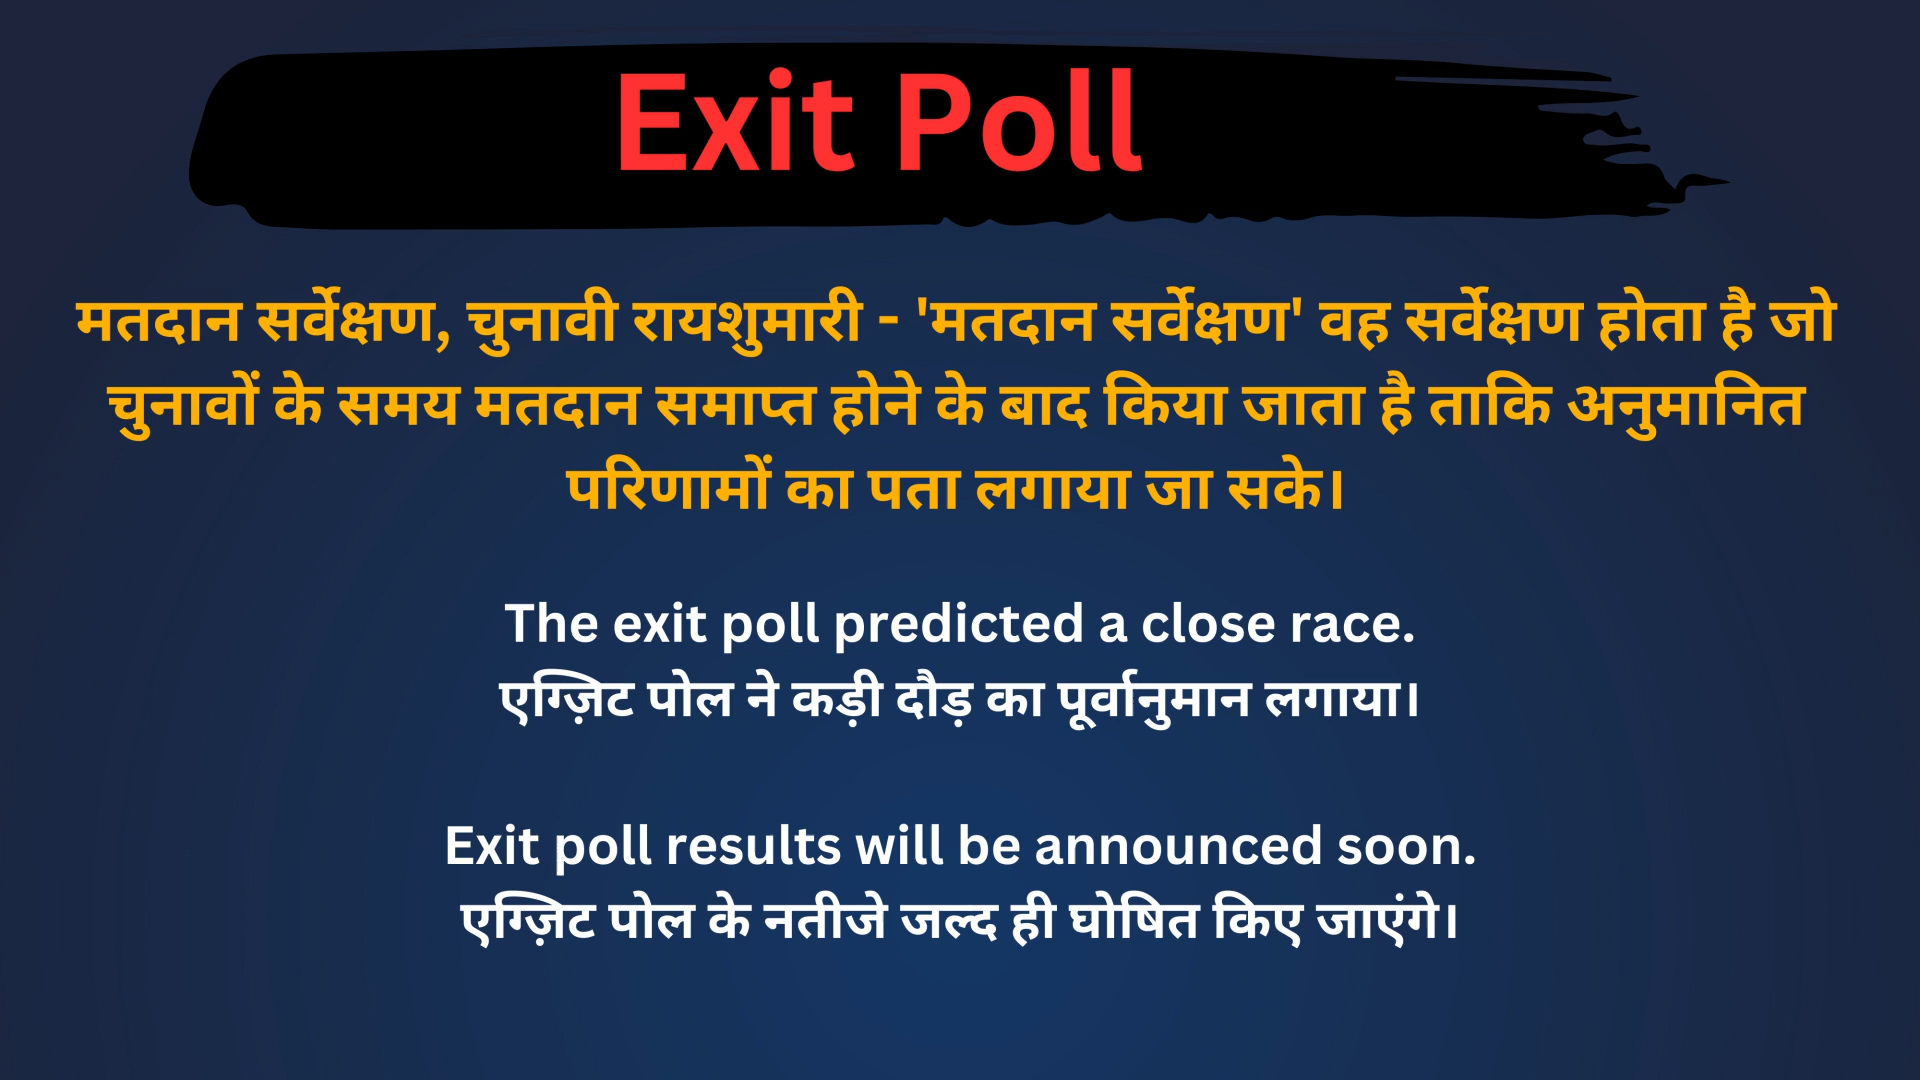 Exit Poll
मतदान सर्वेक्षण, चुनावी रायशुमारी - 'मतदान सर्वेक्षण' वह सर्वेक्षण होता है जो
चुनावों के समय मतदान समाप्त होने के बाद किया जाता है ताकि अनुमानित
परिणामों का पता लगाया जा सके।
The exit poll predicted a close race.
एग्ज़िट पोल ने कड़ी दौड़ का पूर्वानुमान लगाया।
Exit poll results will be announced soon.
एग्ज़िट पोल के नतीजे जल्द ही घोषित किए जाएंगे।